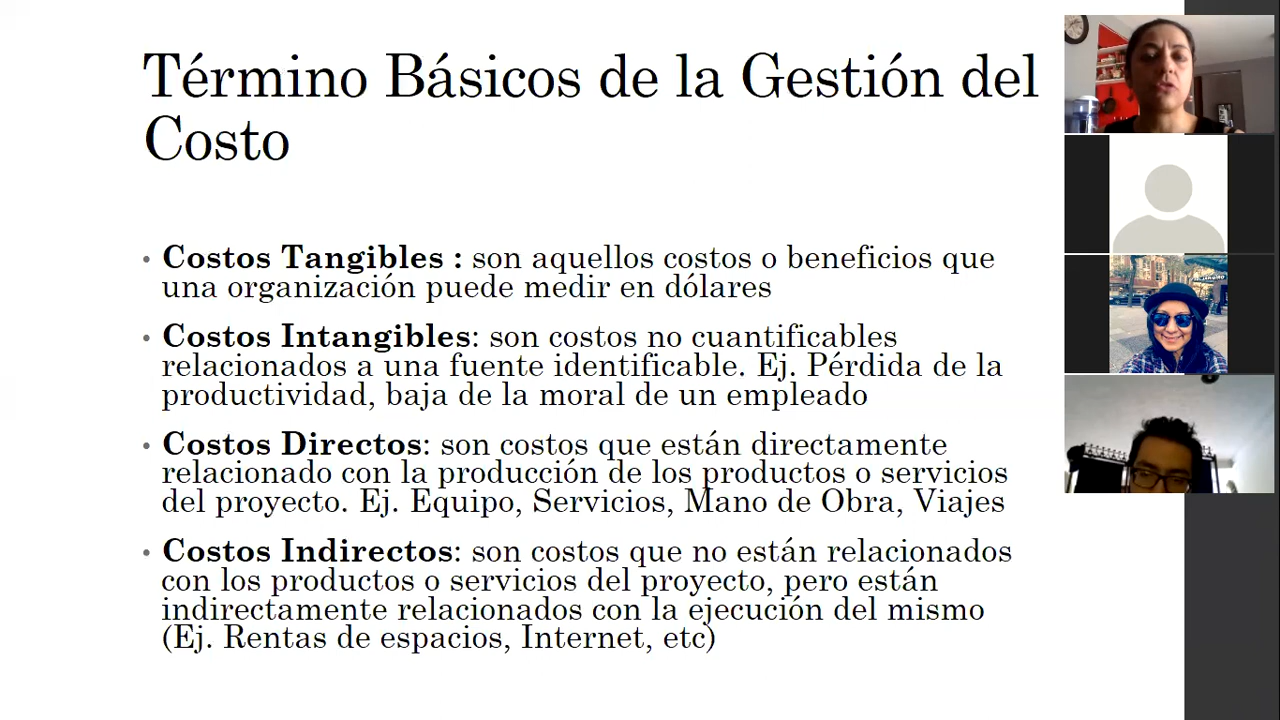 Término Básicos de la Gestión del
Costo
• Costos Tangibles : son aquellos costos o beneficios que
una organización puede medir en dólares
• Costos Intangibles: son costos no cuantificables
relacionados a una fuente identificable. Ej. Pérdida de la
productividad, baja de la moral de un empleado
• Costos Directos: son costos que están directamente
relacionado con la producción de los productos o servicios
del proyecto. Ej. Equipo, Servicios, Mano de Obra, Viajes
• Costos Indirectos: son costos que no están relacionados
con los productos o servicios del proyecto, pero están
indirectamente relacionados con la ejecución del mismo
(Ej. Rentas de espacios, Internet, etc)